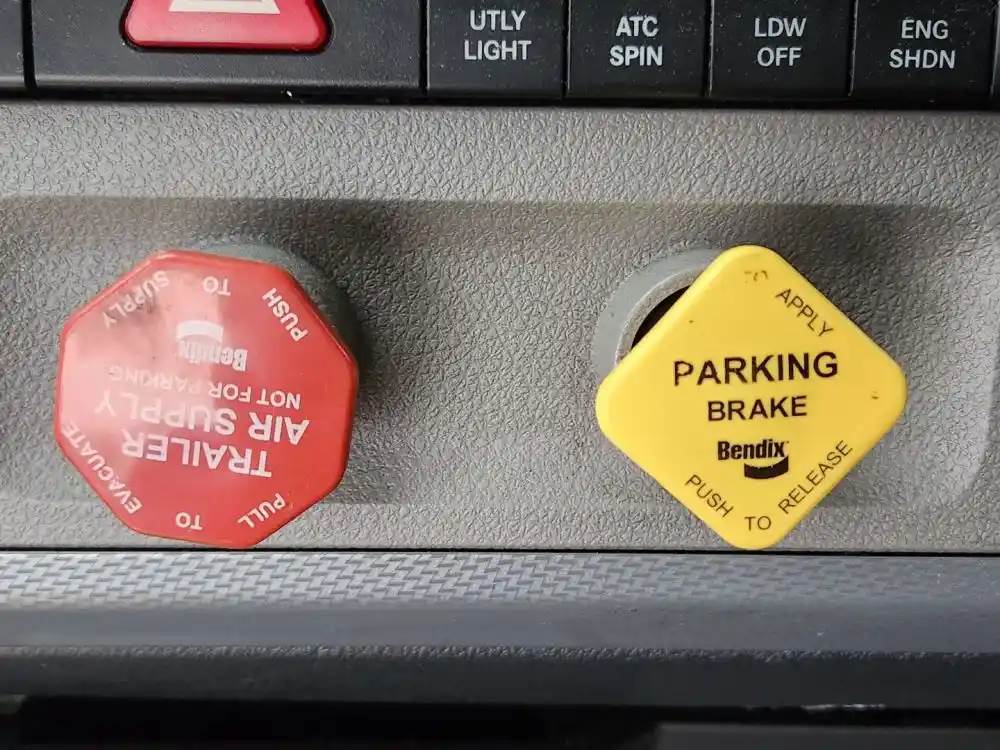 UTLY
LIGHT
ATC
SPIN
LDW
OFF
ENG
SHDN
PUSH TO SUPPLY
Bendix
NOT FOR PARKING
AIR SUPPLY
TRAILER
PULL TO EVACUATE
TO APPLY
PARKING
BRAKE
Bendix
PUSH TO RELEASE